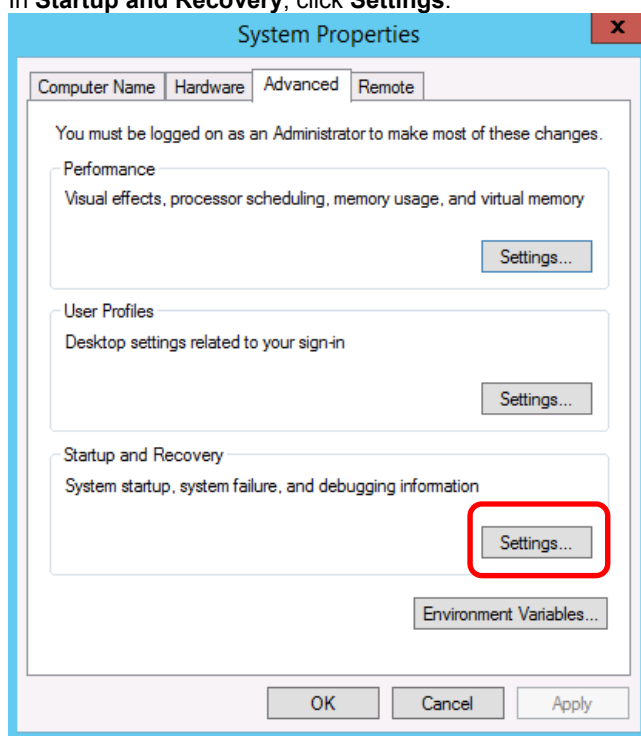 In Startup and Recovery, click Settings.
System Properties
x
Computer Name Hardware Advanced Remote
You must be logged on as an Administrator to make most of these changes.
Performance
Visual effects, processor scheduling, memory usage, and virtual memory
Settings...
User Profiles
Desktop settings related to your sign-in
Settings...
Startup and Recovery
System startup, system failure, and debugging information
Settings...
Environment Variables...
OK Cancel Apply